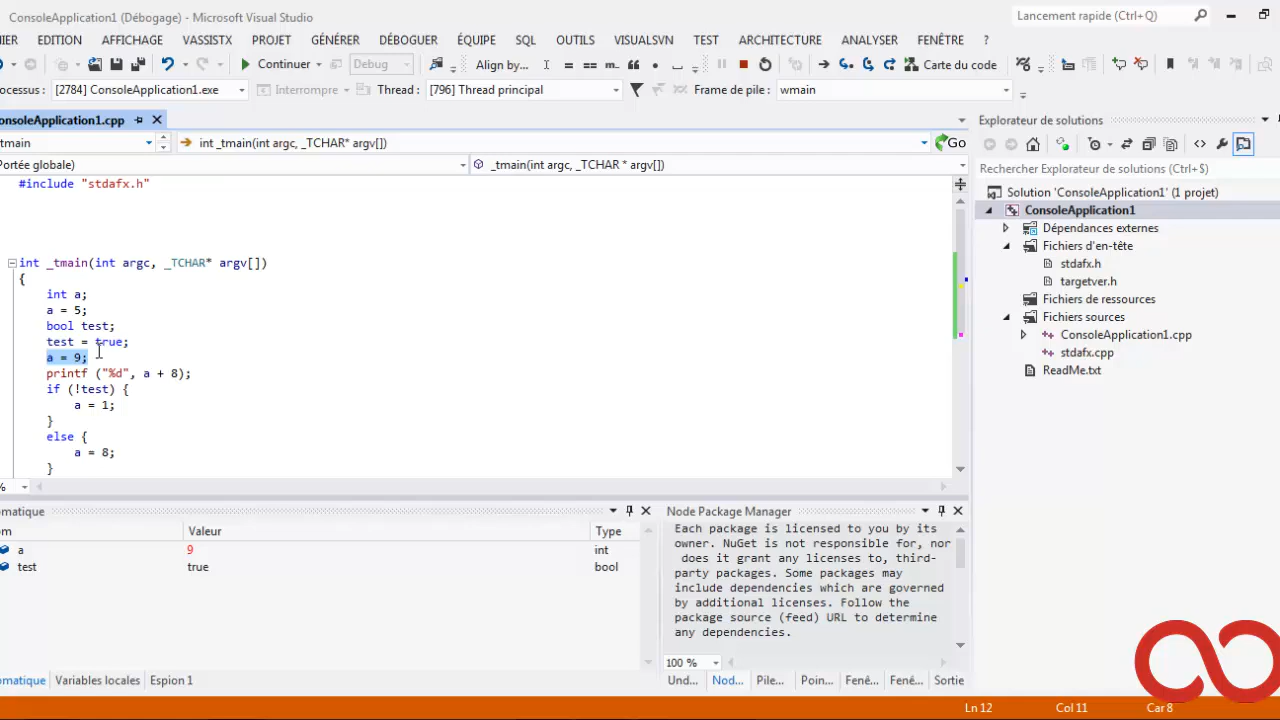 ConsoleApplication1 (Débogage) - Microsoft Visual Studio
Lancement rapide (Ctrl+Q)
IER EDITION AFFICHAGE VASSISTX PROJET GÉNÉRER DÉBOGUER ÉQUIPE SQL OUTILS VISUALSVN TEST ARCHITECTURE ANALYSER FENÊTRE ?
Continuer Debug Align by... Carte du code
ocessus : [2784] ConsoleApplication1.exe Interrompre Thread : [796] Thread principal Frame de pile : wmain
onsoleApplication1.cpp
tmain int _tmain(int argc, _TCHAR* argv[]) Go
Portée globale) _tmain(int argc, _TCHAR * argv[])
#include "stdafx.h"
int _tmain(int argc, _TCHAR* argv[])
{
int a;
a = 5;
bool test;
test = true;
a = 9;
printf ("%d", a + 8);
if (!test) {
a = 1;
}
else {
a = 8;
}
%
omatique
om Valeur Type
a 9 int
test true bool
omatique Variables locales Espion 1
Node Package Manager
Each package is licensed to you by its
owner. NuGet is not responsible for, nor
does it grant any licenses to, third-
party packages. Some packages may
include dependencies which are governed
by additional licenses. Follow the
package source (feed) URL to determine
any dependencies.
100 %
Und... Nod... Pile... Poin... Fenê... Fenê... Sortie
Explorateur de solutions
Rechercher Explorateur de solutions (Ctrl+$)
Solution 'ConsoleApplication1' (1 projet)
ConsoleApplication1
Dépendances externes
Fichiers d'en-tête
stdafx.h
targetver.h
Fichiers de ressources
Fichiers sources
ConsoleApplication1.cpp
stdafx.cpp
ReadMe.txt
Ln 12 Col 11 Car 8